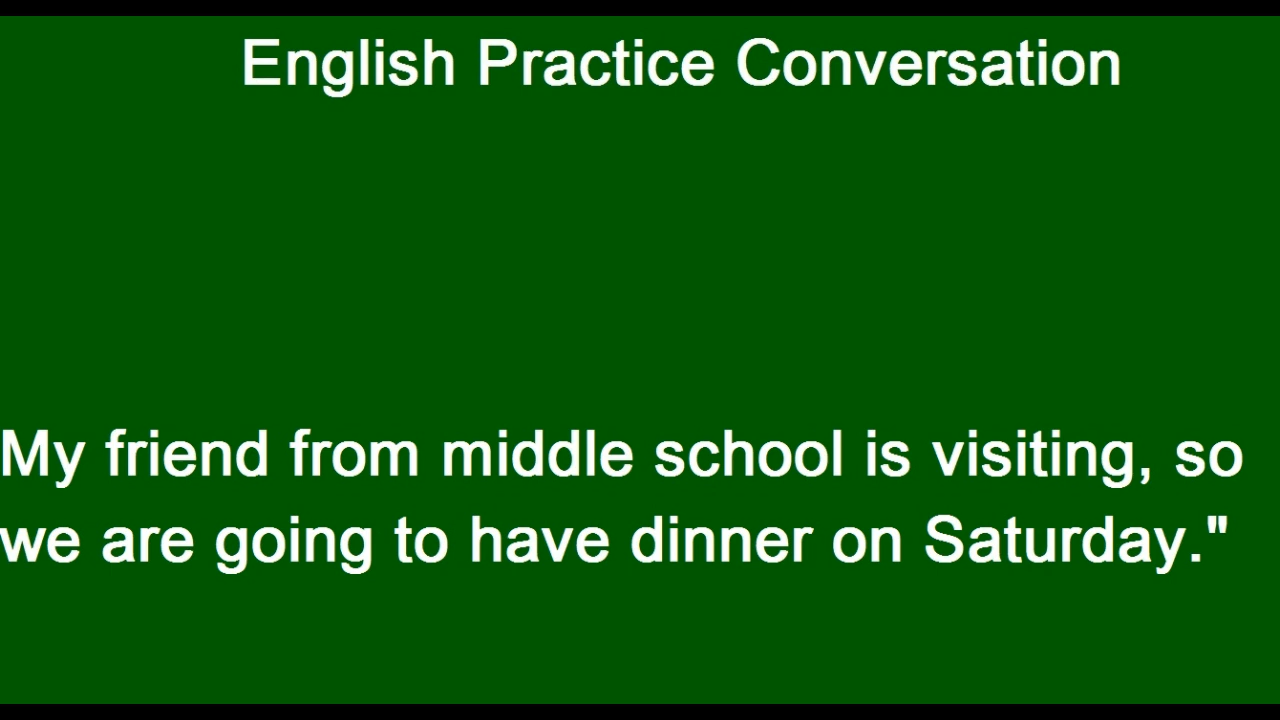 English Practice Conversation
My friend from middle school is visiting, so
we are going to have dinner on Saturday."